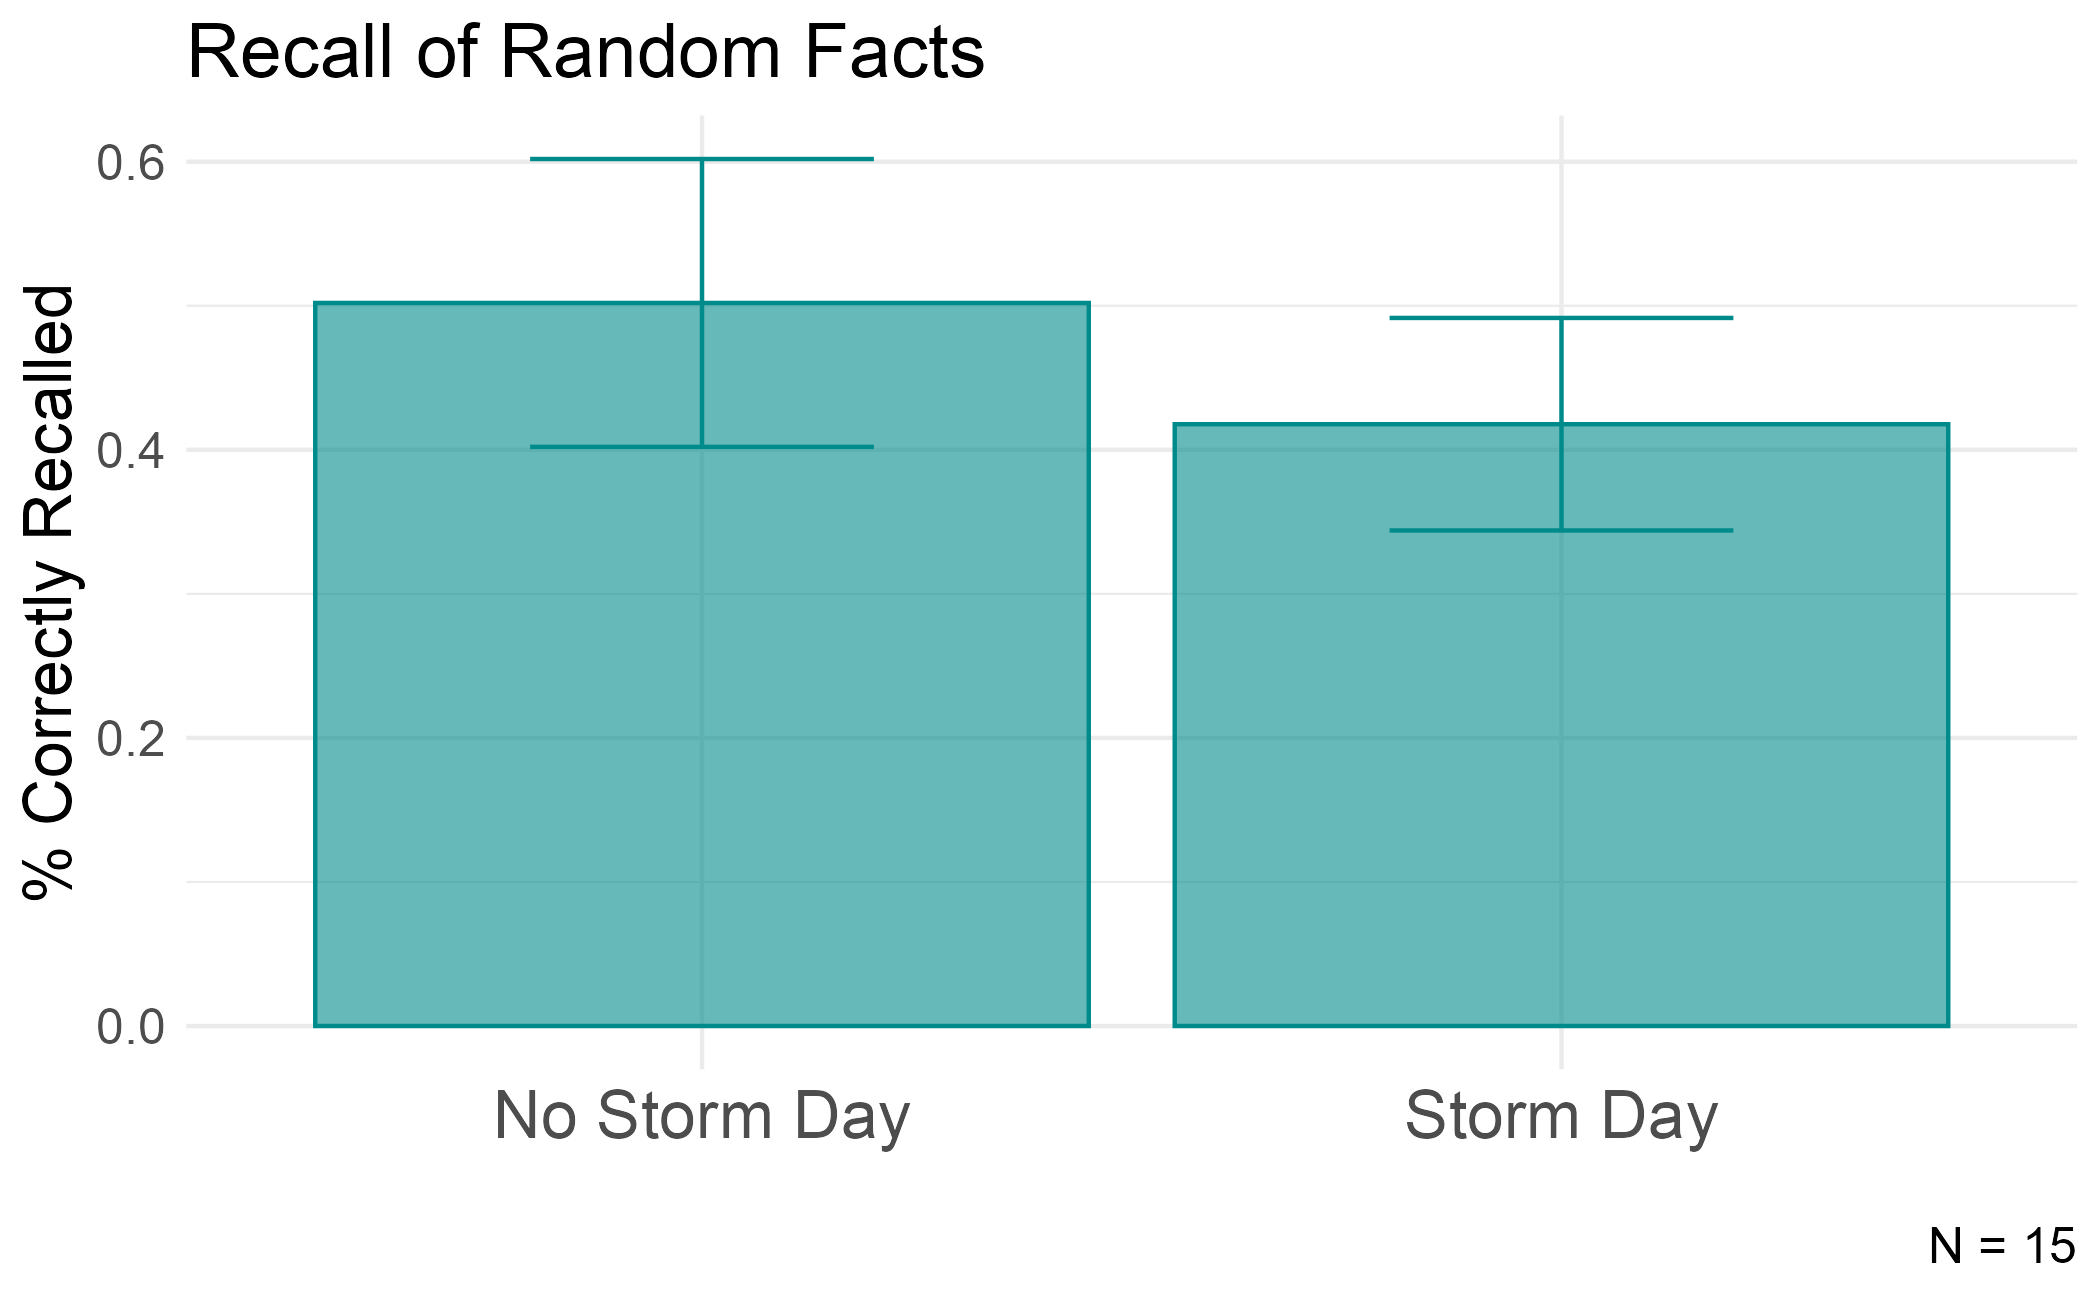 Recall of Random Facts
% Correctly Recalled
0.6
0.4
0.2
0.0
No Storm Day
Storm Day
N = 15